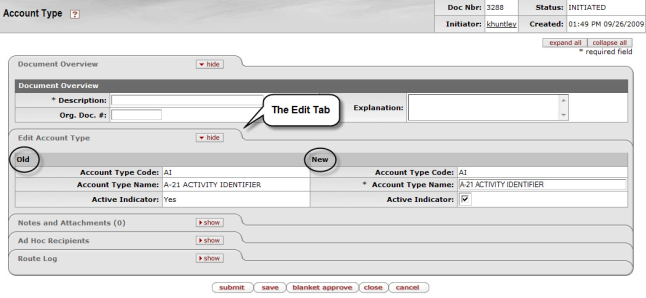 Account Type ?
Doc Nbr: 3288 Status: INITIATED
Initiator: khuntley Created: 01:49 PM 09/26/2009
expand all collapse all
* required field
Document Overview hide
Document Overview
* Description: Explanation:
Org. Doc. #:
The Edit Tab
Edit Account Type hide
Old New
Account Type Code: AI Account Type Code: AI
Account Type Name: A-21 ACTIVITY IDENTIFIER * Account Type Name: A-21 ACTIVITY IDENTIFIER
Active Indicator: Yes Active Indicator:
Notes and Attachments (0) show
Ad Hoc Recipients show
Route Log show
submit save blanket approve close cancel